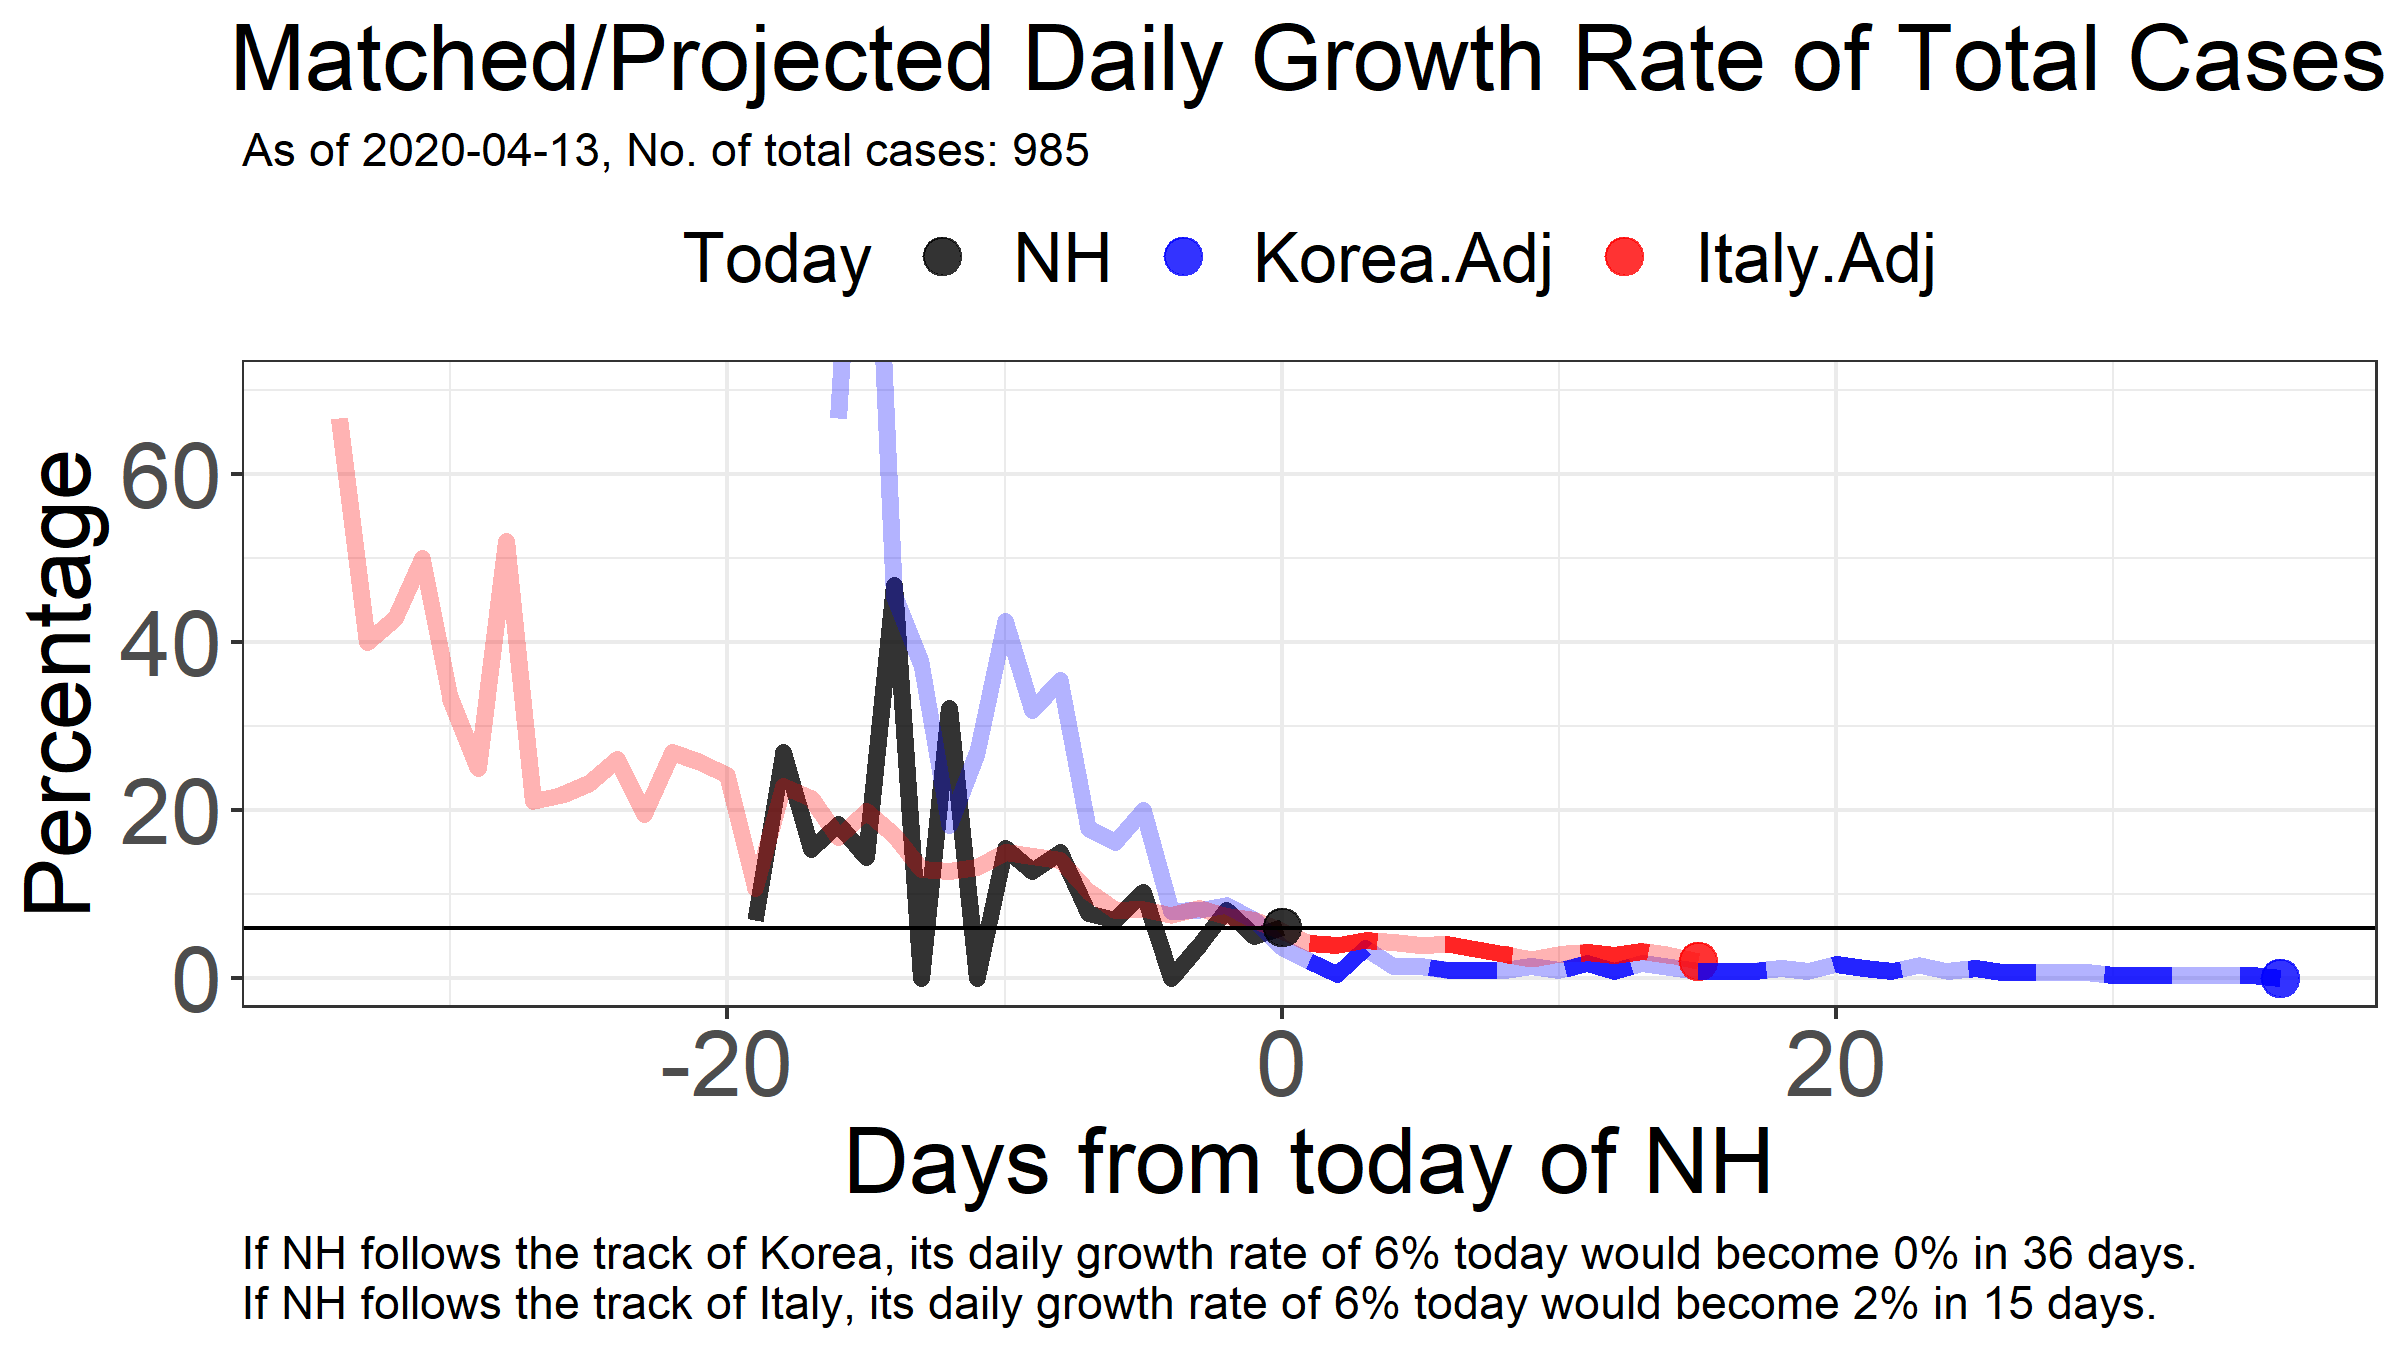 Matched/Projected Daily Growth Rate of Total Cases
As of 2020-04-13, No. of total cases: 985
Today NH Korea.Adj Italy.Adj
Percentage
60
40
20
0
-20 0 20
Days from today of NH
If NH follows the track of Korea, its daily growth rate of 6% today would become 0% in 36 days.
If NH follows the track of Italy, its daily growth rate of 6% today would become 2% in 15 days.